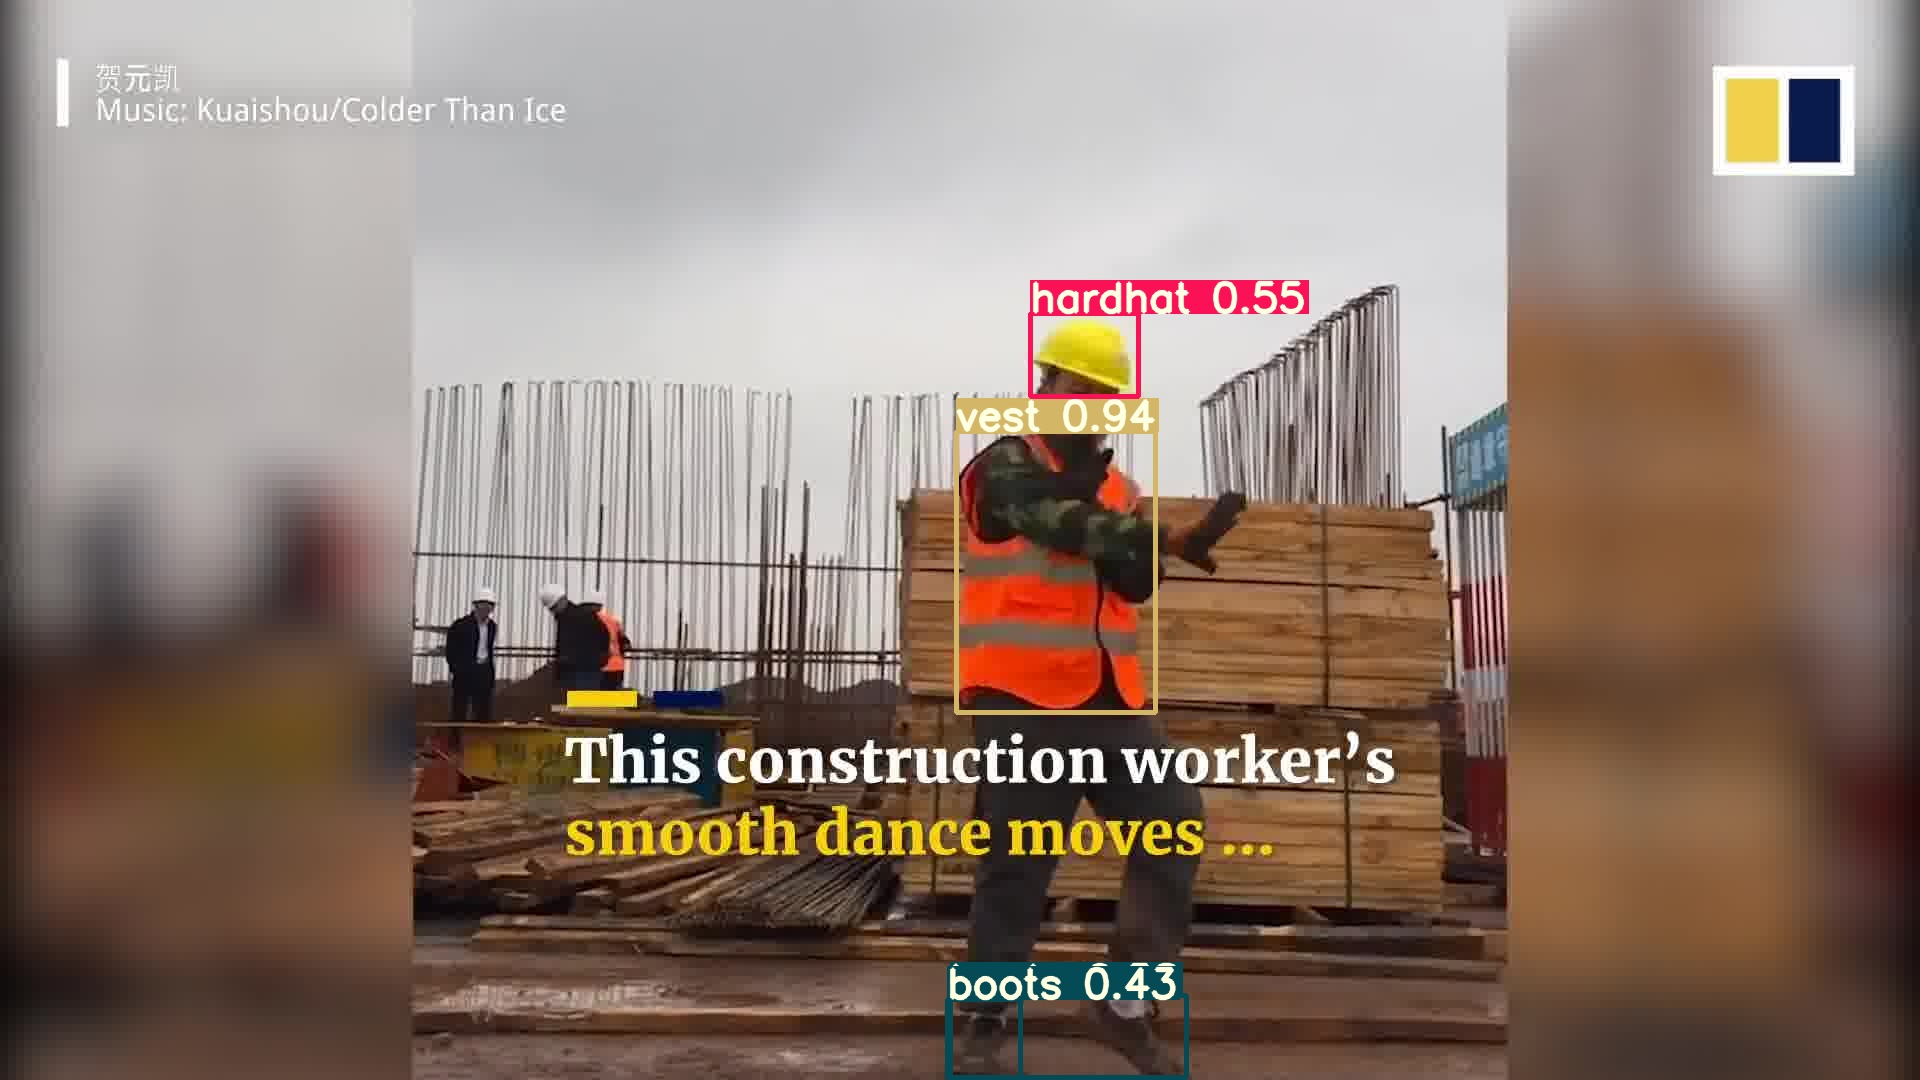 贺元凯
Music: Kuaishou/Colder Than Ice
hardhat 0.55
vest 0.94
This construction worker’s
smooth dance moves ...
boots 0.43